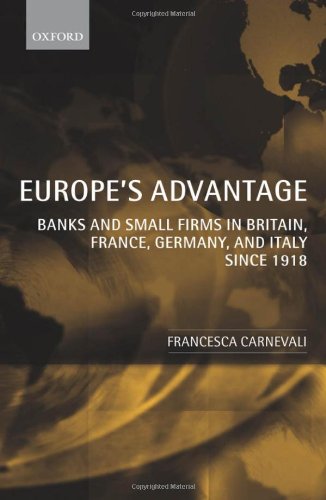 OXFORD
EUROPE'S ADVANTAGE
BANKS AND SMALL FIRMS IN BRITAIN,
FRANCE, GERMANY, AND ITALY
SINCE 1918
FRANCESCA CARNEVALI